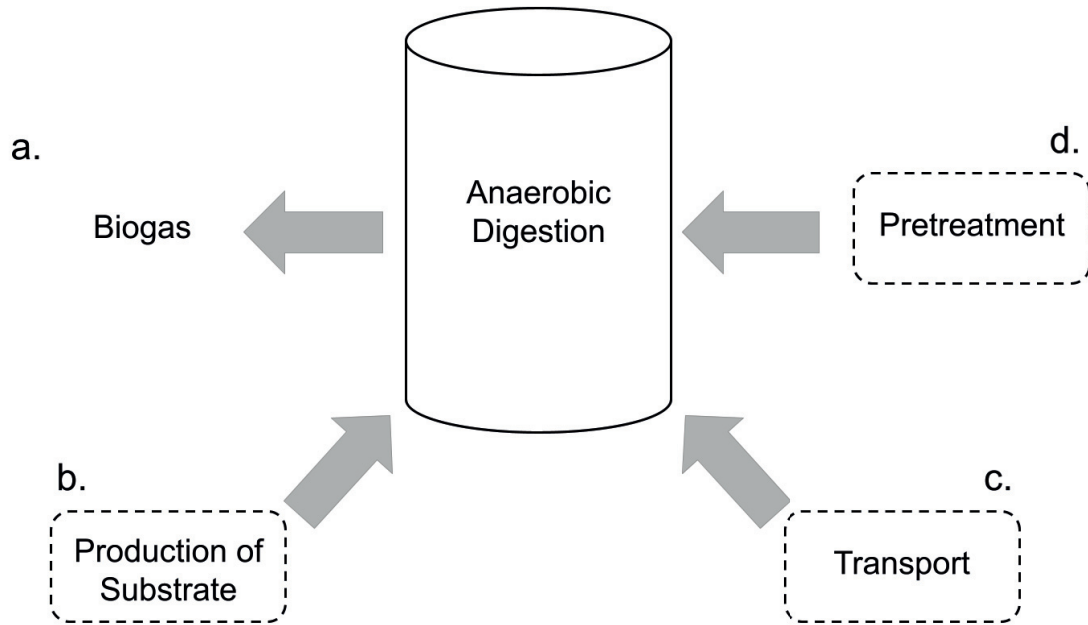 a.
Biogas
Anaerobic
Digestion
d.
Pretreatment
b.
Production of
Substrate
c.
Transport